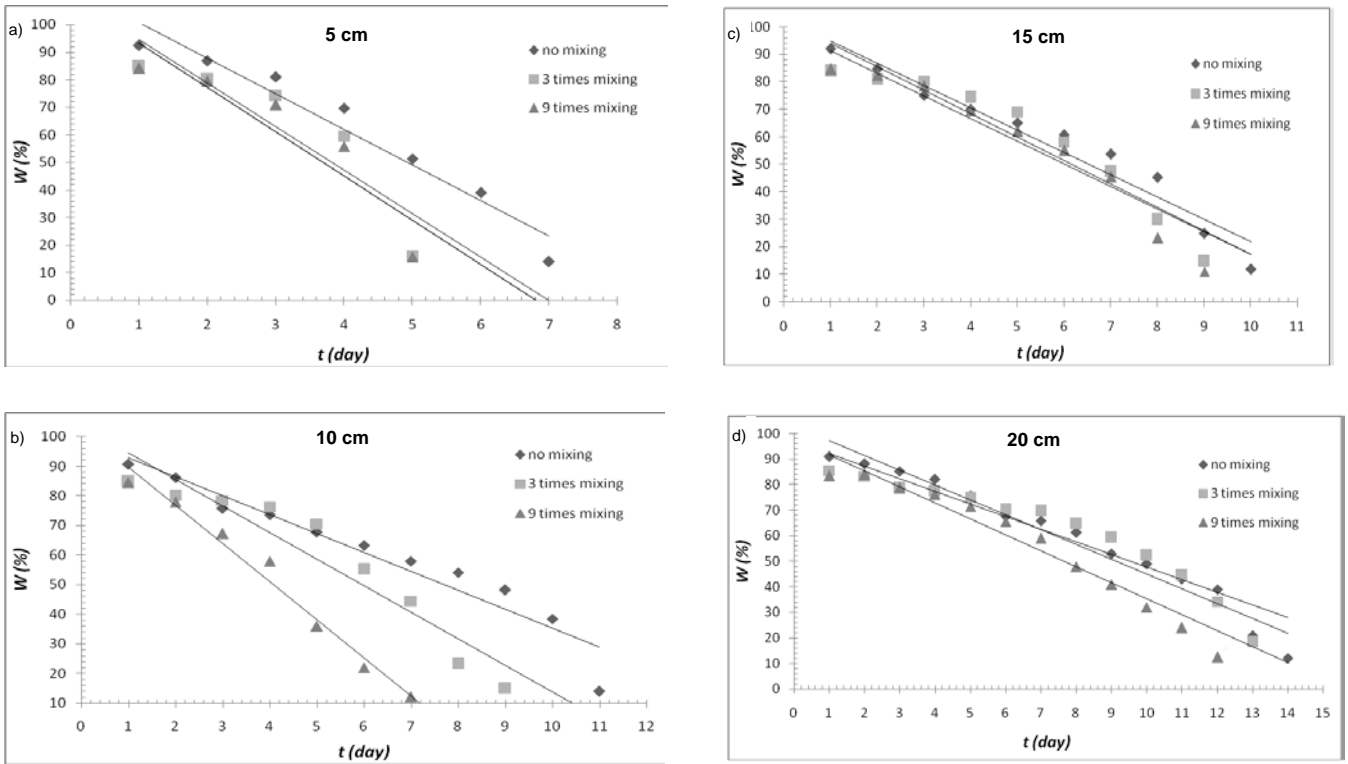 a)
5 cm
100
90
80
70
60
50
40
30
20
10
0
W (%)
no mixing
3 times mixing
9 times mixing
0 1 2 3 4 5 6 7 8
t (day)
c)
15 cm
100
90
80
70
60
50
40
30
20
10
0
W (%)
no mixing
3 times mixing
9 times mixing
0 1 2 3 4 5 6 7 8 9 10 11
t (day)
b)
10 cm
100
90
80
70
60
50
40
30
20
10
W (%)
no mixing
3 times mixing
9 times mixing
0 1 2 3 4 5 6 7 8 9 10 11 12
t (day)
d)
20 cm
100
90
80
70
60
50
40
30
20
10
0
W (%)
no mixing
3 times mixing
9 times mixing
0 1 2 3 4 5 6 7 8 9 10 11 12 13 14 15
t (day)